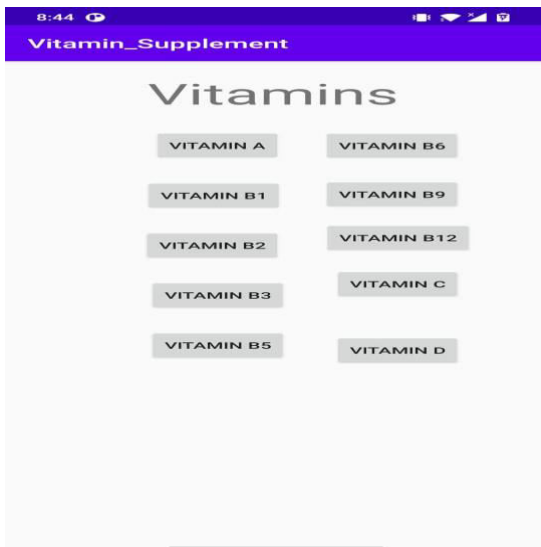 8:44
Vitamin_Supplement
Vitamins
VITAMIN A
VITAMIN B6
VITAMIN B1
VITAMIN B9
VITAMIN B2
VITAMIN B12
VITAMIN B3
VITAMIN C
VITAMIN B5
VITAMIN D